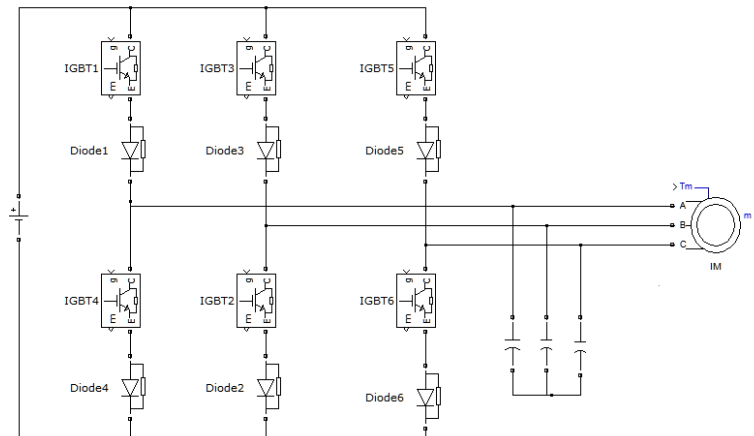 g C
IGBT1
E E
g C
IGBT3
E E
g C
IGBT5
E E
Diode1
Diode3
Diode5
Tm
A
B
C
m
IM
+
g C
IGBT4
E E
g C
IGBT2
E E
g C
IGBT6
E E
Diode4
Diode2
Diode6